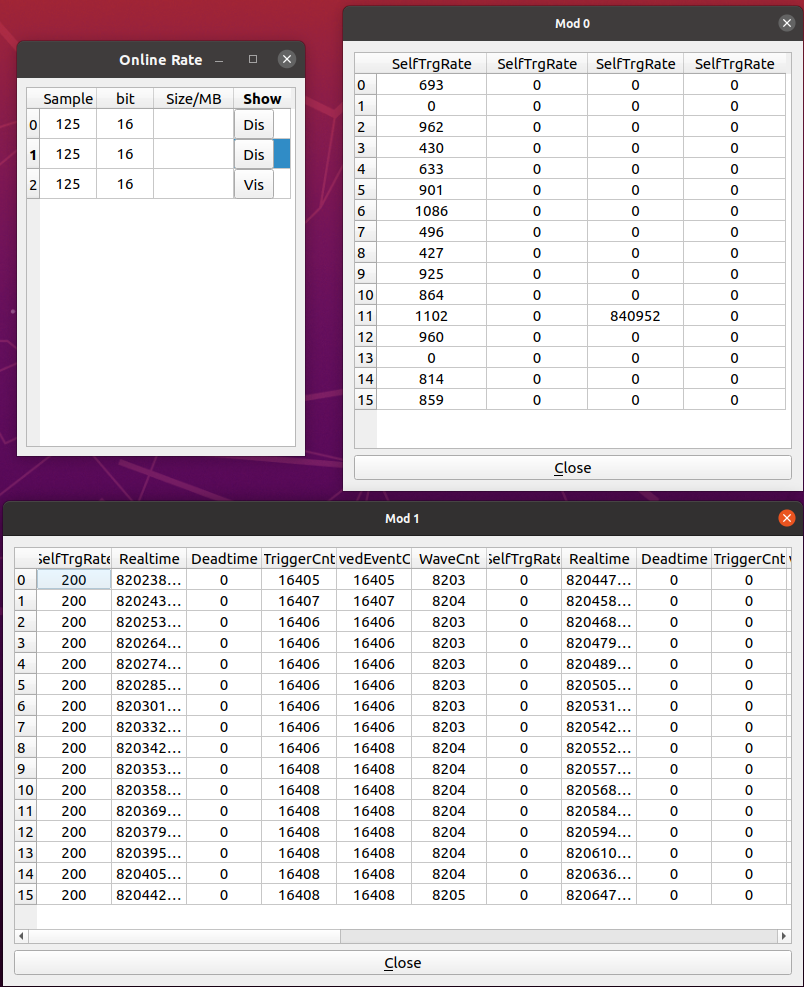 Online Rate
Sample bit Size/MB Show
0 125 16 Dis
1 125 16 Dis
2 125 16 Vis
Mod 0
SelfTrgRate SelfTrgRate SelfTrgRate SelfTrgRate
0 693 0 0 0
1 0 0 0 0
2 962 0 0 0
3 430 0 0 0
4 633 0 0 0
5 901 0 0 0
6 1086 0 0 0
7 496 0 0 0
8 427 0 0 0
9 925 0 0 0
10 864 0 0 0
11 1102 0 840952 0
12 960 0 0 0
13 0 0 0 0
14 814 0 0 0
15 859 0 0 0
Close
Mod 1
SelfTrgRate Realtime Deadtime TriggerCnt vedEventC WaveCnt SelfTrgRate Realtime Deadtime TriggerCnt
0 200 820238... 0 16405 16405 8203 0 820447... 0 0
1 200 820243... 0 16407 16407 8204 0 820458... 0 0
2 200 820253... 0 16406 16406 8203 0 820468... 0 0
3 200 820264... 0 16406 16406 8203 0 820479... 0 0
4 200 820274... 0 16406 16406 8203 0 820489... 0 0
5 200 820285... 0 16406 16406 8203 0 820505... 0 0
6 200 820301... 0 16406 16406 8203 0 820531... 0 0
7 200 820332... 0 16406 16406 8203 0 820542... 0 0
8 200 820342... 0 16408 16408 8204 0 820552... 0 0
9 200 820353... 0 16408 16408 8204 0 820557... 0 0
10 200 820358... 0 16408 16408 8204 0 820568... 0 0
11 200 820369... 0 16408 16408 8204 0 820584... 0 0
12 200 820379... 0 16408 16408 8204 0 820594... 0 0
13 200 820395... 0 16408 16408 8204 0 820610... 0 0
14 200 820405... 0 16408 16408 8204 0 820636... 0 0
15 200 820442... 0 16408 16408 8205 0 820647... 0 0
Close